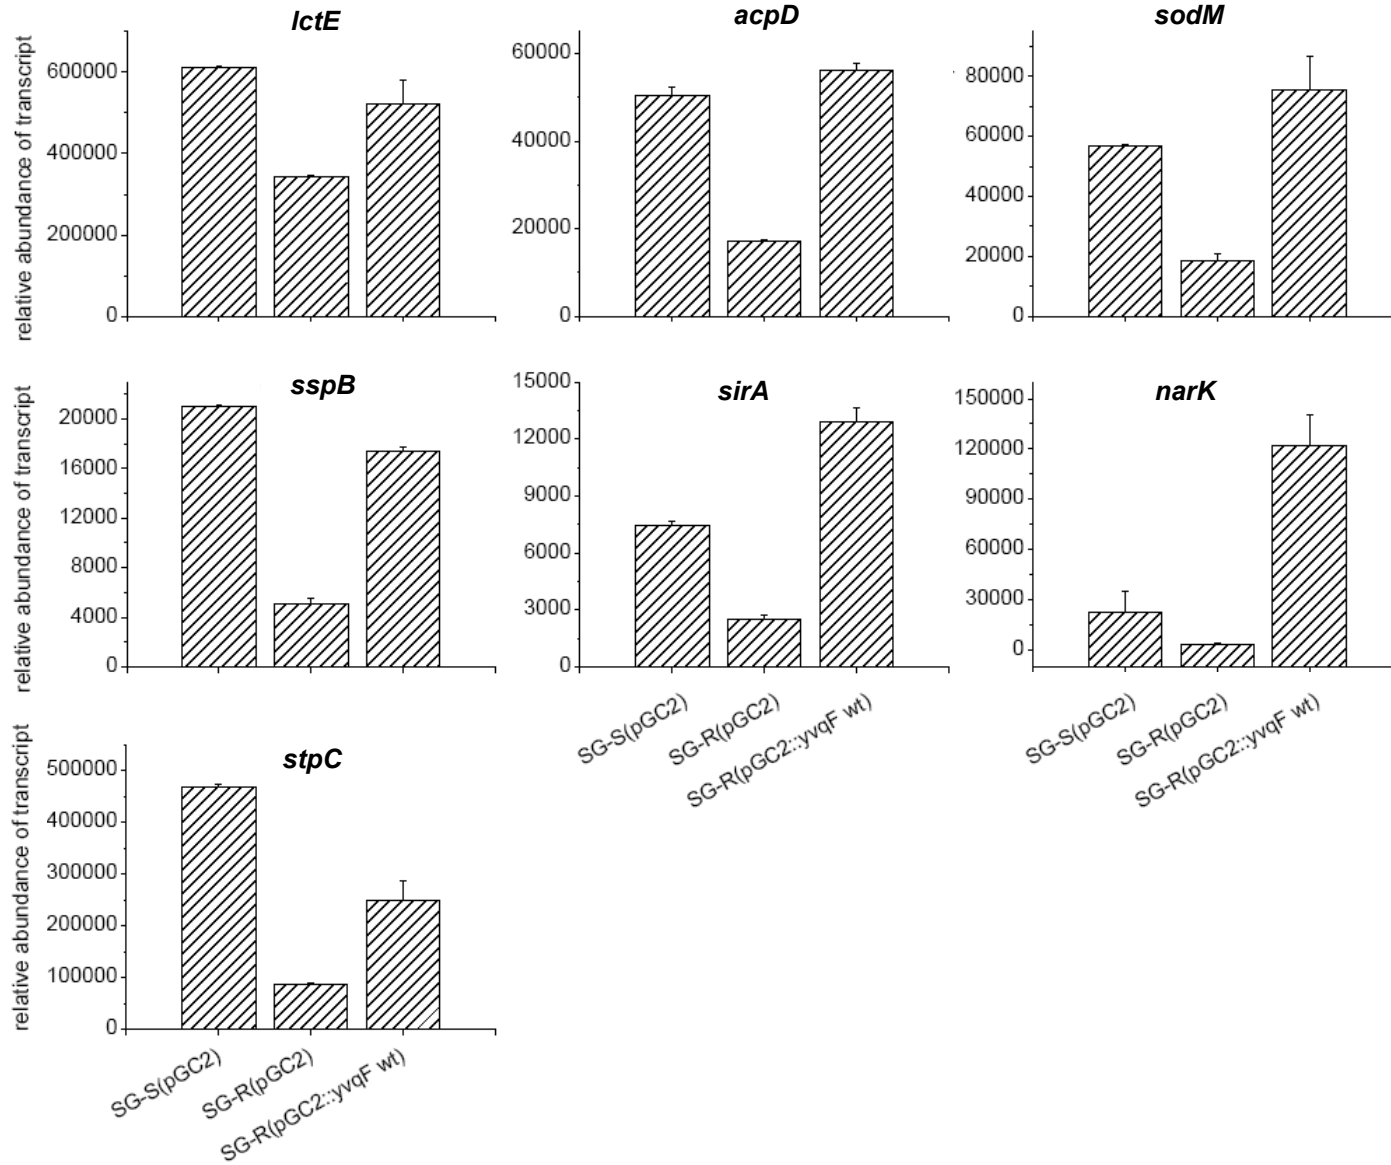 lctE
relative abundance of transcript
600000
400000
200000
0
acpD
60000
40000
20000
0
sodM
80000
60000
40000
20000
0
sspB
relative abundance of transcript
20000
16000
12000
8000
4000
0
sirA
15000
12000
9000
6000
3000
0
SG-S(pGC2)
SG-R(pGC2)
SG-R(pGC2::yvqF wt)
narK
150000
120000
90000
60000
30000
0
SG-S(pGC2)
SG-R(pGC2)
SG-R(pGC2::yvqF wt)
stpC
relative abundance of transcript
500000
400000
300000
200000
100000
0
SG-S(pGC2)
SG-R(pGC2)
SG-R(pGC2::yvqF wt)